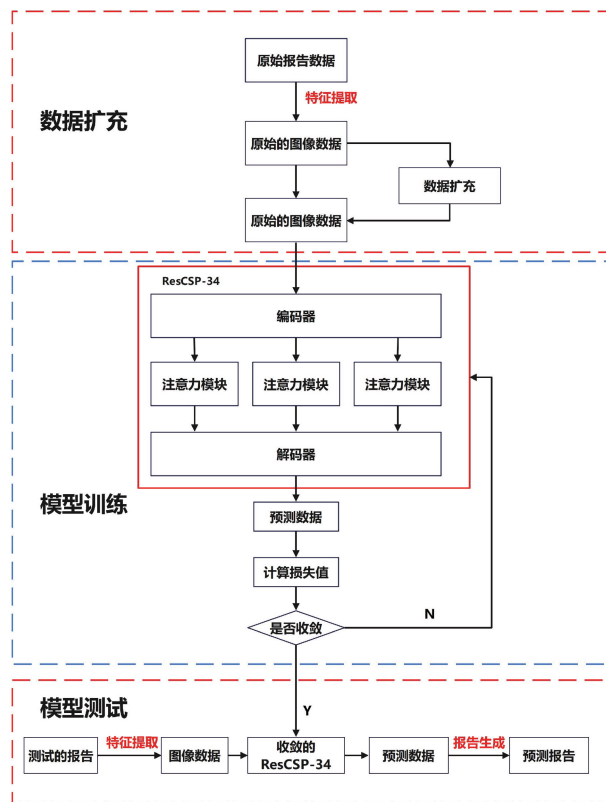 原始报告数据
特征提取
数据扩充
原始的图像数据
数据扩充
原始的图像数据
ResCSP-34
编码器
注意力模块
注意力模块
注意力模块
解码器
模型训练
预测数据
计算损失值
是否收敛
N
Y
模型测试
测试的报告
特征提取
图像数据
收敛的
ResCSP-34
预测数据
报告生成
预测报告